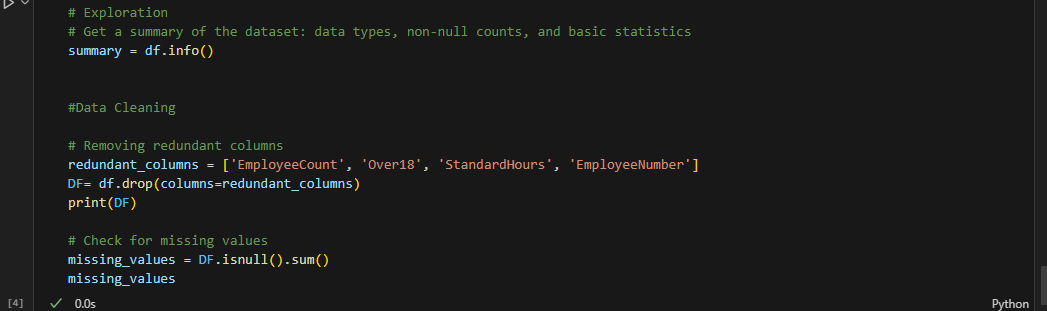 # Exploration
# Get a summary of the dataset: data types, non-null counts, and basic statistics
summary = df.info()
#Data Cleaning
# Removing redundant columns
redundant_columns = ['EmployeeCount', 'Over18', 'StandardHours', 'EmployeeNumber']
DF= df.drop(columns=redundant_columns)
print(DF)
# Check for missing values
missing_values = DF.isnull().sum()
missing_values
[4] 0.0s Python